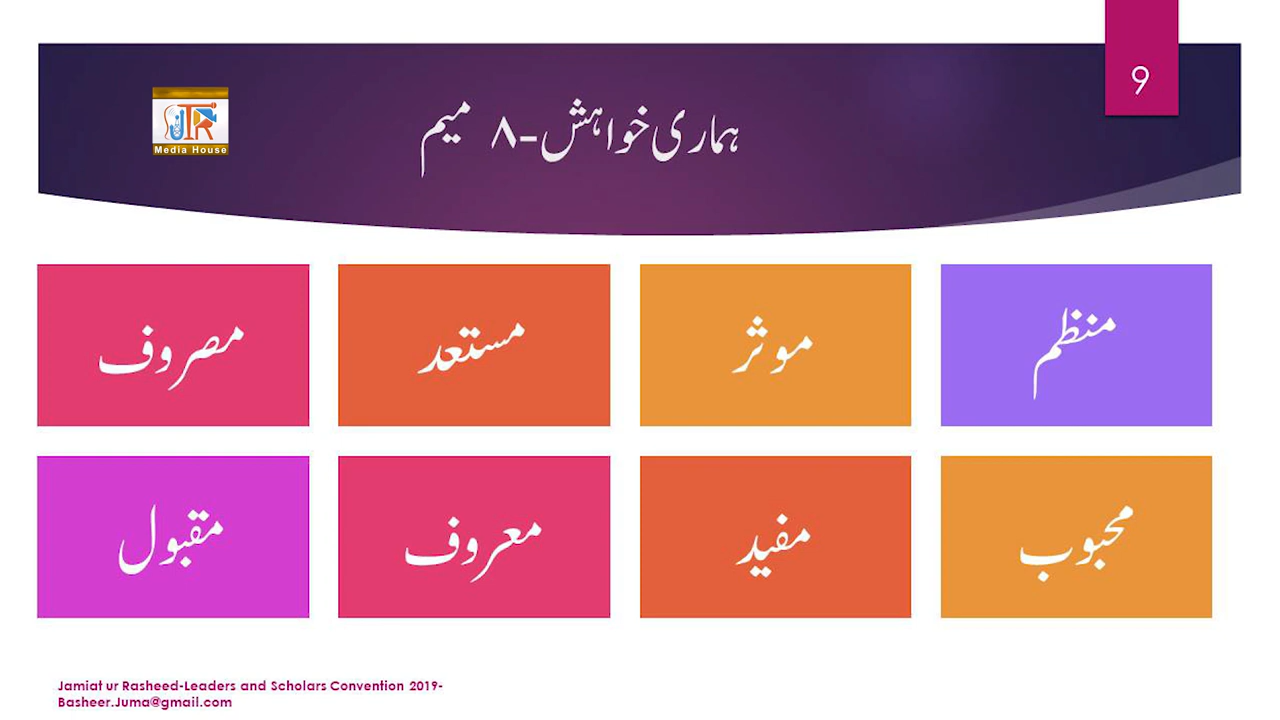 9
JTR
Media House
ہماری خواہش-۸ میم
منظم
موثر
مستعد
مصروف
محبوب
مفید
معروف
مقبول
Jamiat ur Rasheed-Leaders and Scholars Convention 2019-
Basheer.Juma@gmail.com